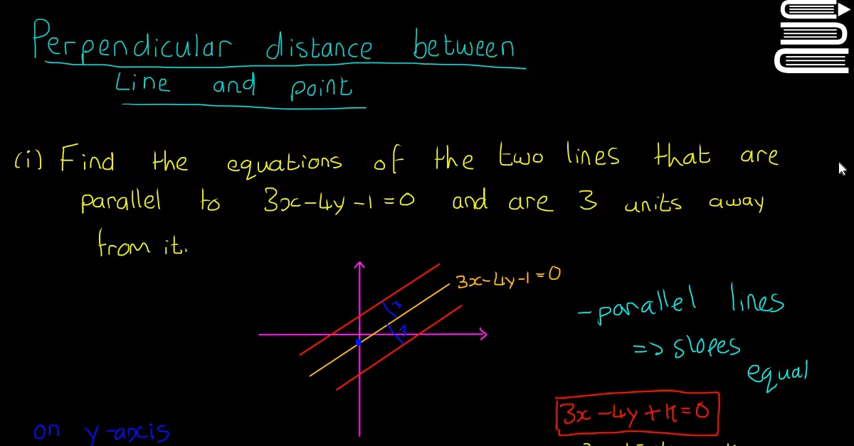 Perpendicular distance between
Line and point
(i) Find the equations of the two lines that are
parallel to 3x-4y-1=0 and are 3 units away
from it.
3x-4y-1=0
3
3
-parallel lines
=> slopes
equal
3x-4y+k=0
on y-axis